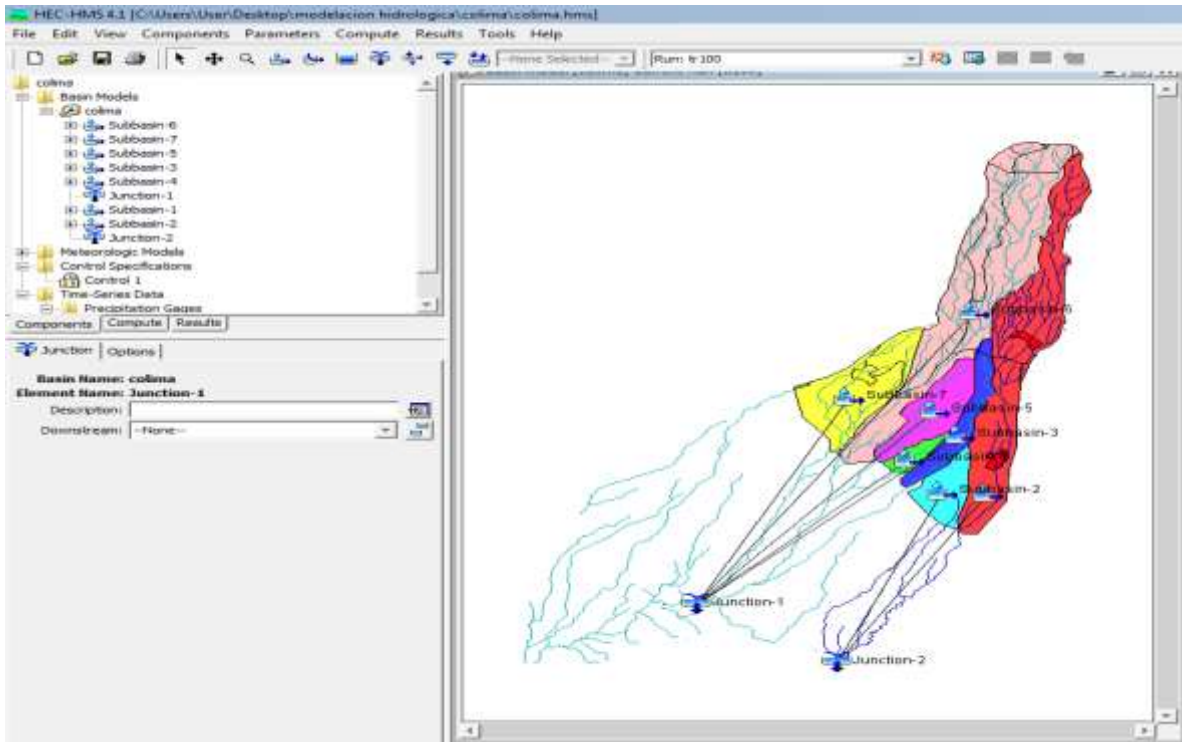 HEC-HMS 4.1 [C:\Users\User\Desktop\modelacion hidrologica\colima\colima.hms]
File Edit View Components Parameters Compute Results Tools Help
--None Selected-- Run: tr 100
colima
Basin Models
colima
Subbasin-6
Subbasin-7
Subbasin-5
Subbasin-3
Subbasin-4
Junction-1
Subbasin-1
Subbasin-2
Junction-2
Meteorologic Models
Control Specifications
Control 1
Time-Series Data
Precipitation Gages
Components Compute Results
Junction Options
Basin Name: colima
Element Name: Junction-1
Description:
Downstream: --None--
Subbasin-6
Subbasin-7
Subbasin-5
Subbasin-3
Subbasin-2
Junction-1
Junction-2